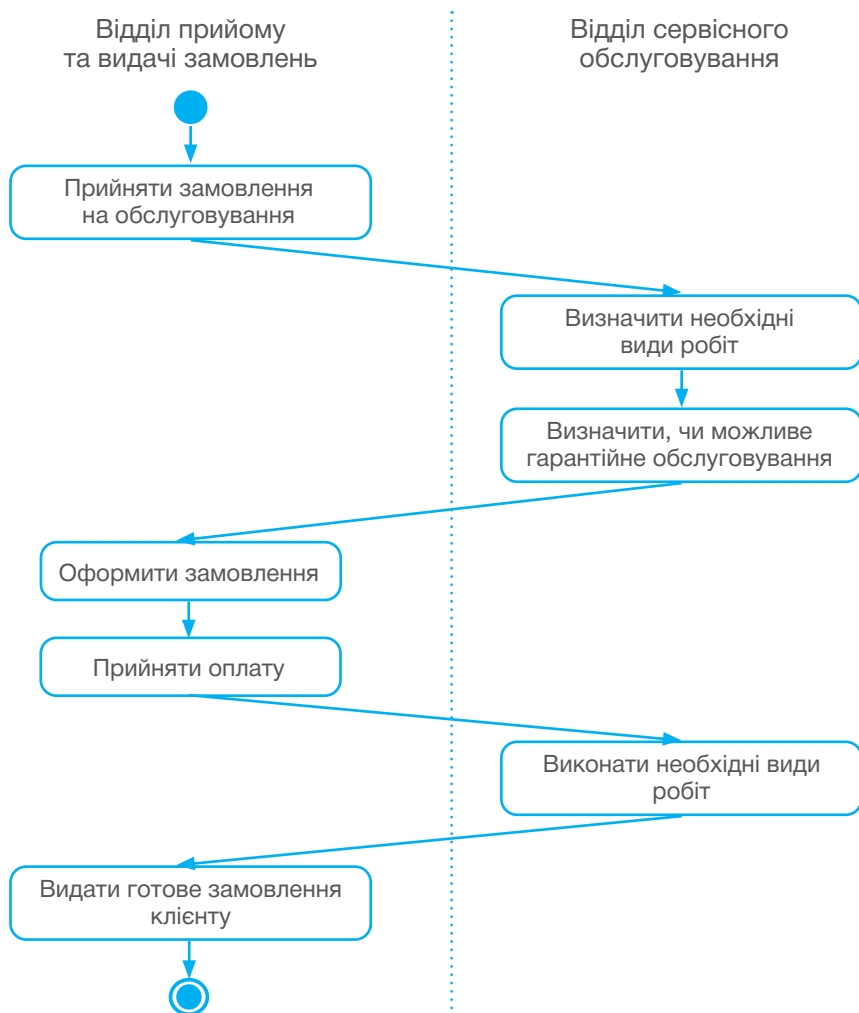 Відділ прийому
та видачі замовлень
Відділ сервісного
обслуговування
Прийняти замовлення
на обслуговування
Визначити необхідні
види робіт
Визначити, чи можливе
гарантійне обслуговування
Оформити замовлення
Прийняти оплату
Виконати необхідні види
робіт
Видати готове замовлення
клієнту